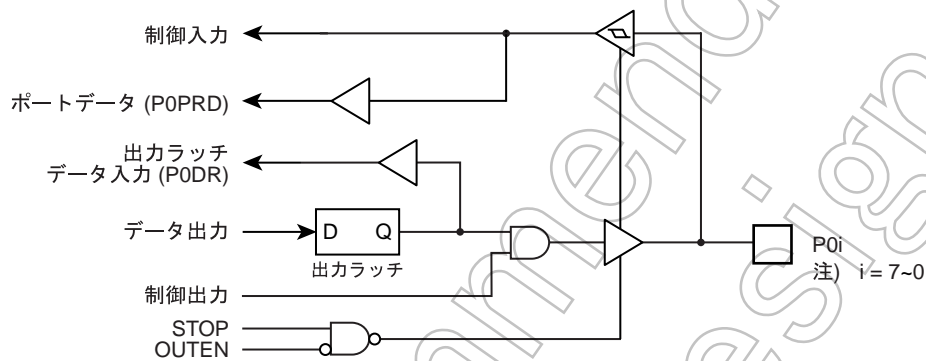 制御入力
ポートデータ (P0PRD)
出力ラッチ
データ入力 (P0DR)
データ出力
D Q
出力ラッチ
P0i
注) i = 7~0
制御出力
STOP
OUTEN